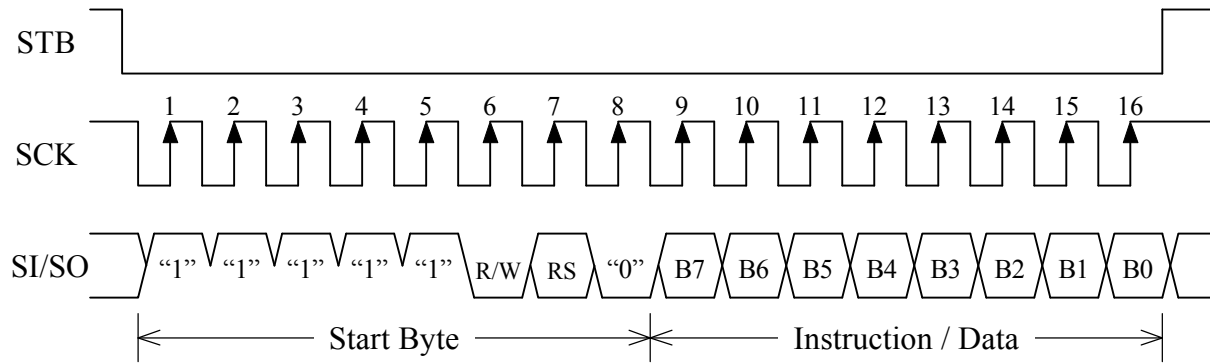 STB
1 2 3 4 5 6 7 8 9 10 11 12 13 14 15 16
SCK
SI/SO “1” “1” “1” “1” “1” R/W RS “0” B7 B6 B5 B4 B3 B2 B1 B0
Start Byte Instruction / Data